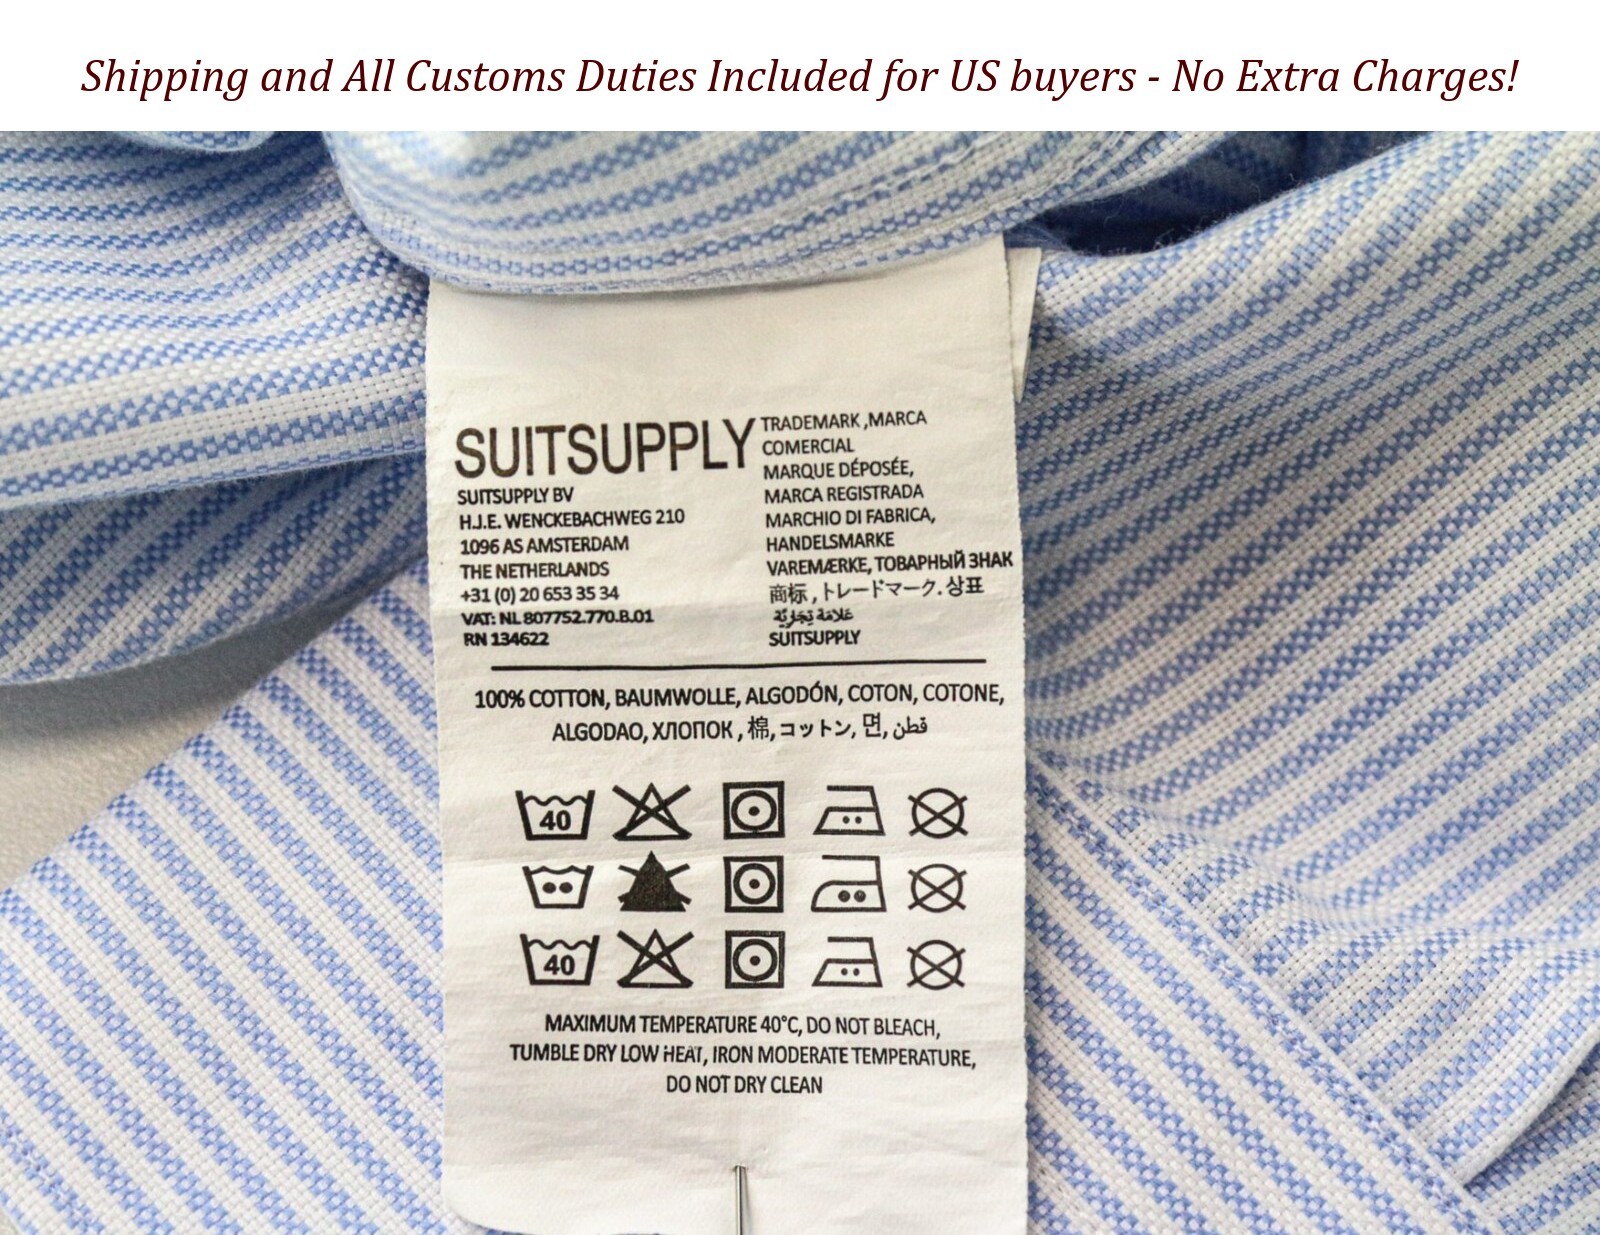 Shipping and All Customs Duties Included for US buyers - No Extra Charges!
SUITSUPPLY
SUITSUPPLY BV
H.J.E. WENCKEBACHWEG 210
1096 AS AMSTERDAM
THE NETHERLANDS
+31 (0) 20 653 35 34
VAT: NL 807752.770.B.01
RN 134622
TRADEMARK ,MARCA
COMERCIAL
MARQUE DÉPOSÉE,
MARCA REGISTRADA
MARCHIO DI FABRICA,
HANDELSMARKE
VAREMÆRKE, ТОВАРНЫЙ ЗНАК
商标 , トレードマーク. 상표
عَلامَة تِجَارِيَّة
SUITSUPPLY
100% COTTON, BAUMWOLLE, ALGODÓN, COTON, COTONE,
ALGODAO, ХЛОПОК , 棉, コットン, 면, قطن
40
40
MAXIMUM TEMPERATURE 40°C, DO NOT BLEACH,
TUMBLE DRY LOW HEAT, IRON MODERATE TEMPERATURE,
DO NOT DRY CLEAN